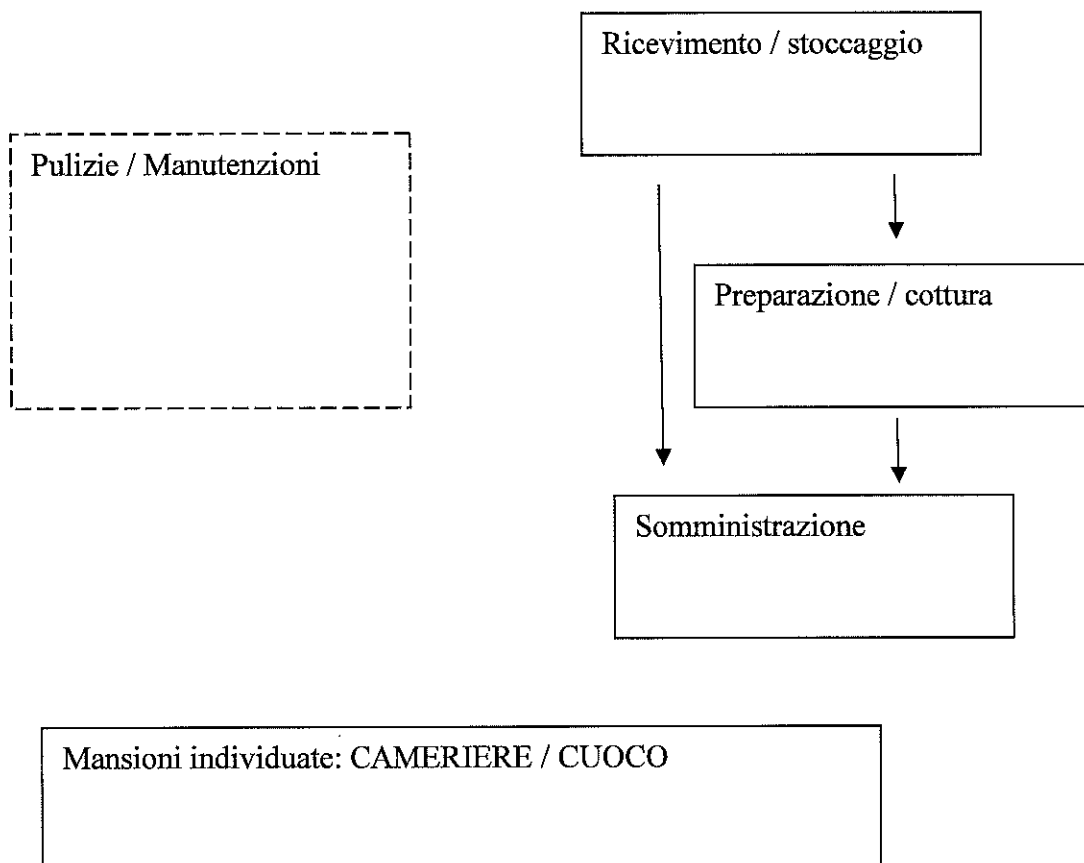 Ricevimento / stoccaggio
Pulizie / Manutenzioni
Preparazione / cottura
Somministrazione
Mansioni individuate: CAMERIERE / CUOCO